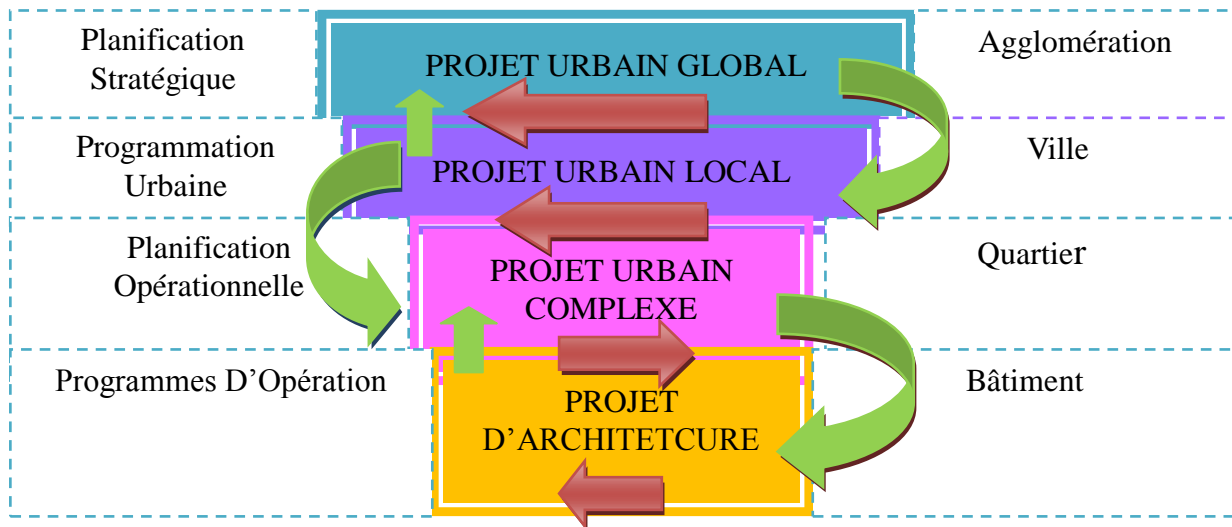 Planification
Stratégique
PROJET URBAIN GLOBAL
Agglomération
Programmation
Urbaine
PROJET URBAIN LOCAL
Ville
Planification
Opérationnelle
PROJET URBAIN
COMPLEXE
Quartier
Programmes D’Opération
PROJET
D’ARCHITETCURE
Bâtiment